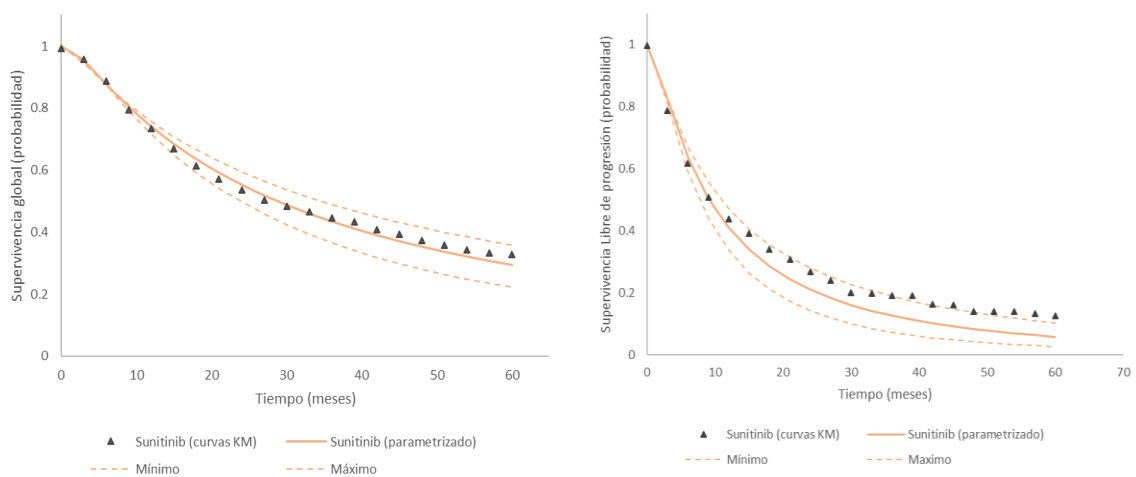 Supervivencia global (probabilidad)
1
0.8
0.6
0.4
0.2
0
0 10 20 30 40 50 60
Tiempo (meses)
Sunitinib (curvas KM) Sunitinib (parametrizado)
Mínimo Máximo
Supervivencia Libre de progresión (probabilidad)
1
0.8
0.6
0.4
0.2
0
0 10 20 30 40 50 60 70
Tiempo (meses)
Sunitinib (curvas KM) Sunitinib (parametrizado)
Mínimo Maximo